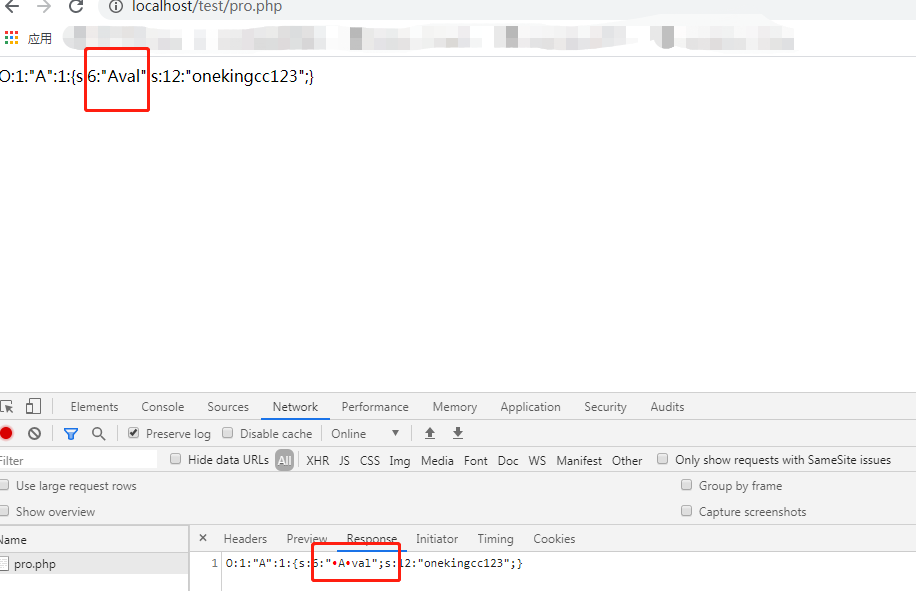 localhost/test/pro.php
应用
O:1:"A":1:{s:6:"Aval";s:12:"onekingcc123";}
Elements Console Sources Network Performance Memory Application Security Audits
Preserve log Disable cache Online
Filter Hide data URLs All XHR JS CSS Img Media Font Doc WS Manifest Other Only show requests with SameSite issues
Use large request rows Group by frame
Show overview Capture screenshots
Name × Headers Preview Response Initiator Timing Cookies
pro.php 1 O:1:"A":1:{s:6:"•A•val";s:12:"onekingcc123";}